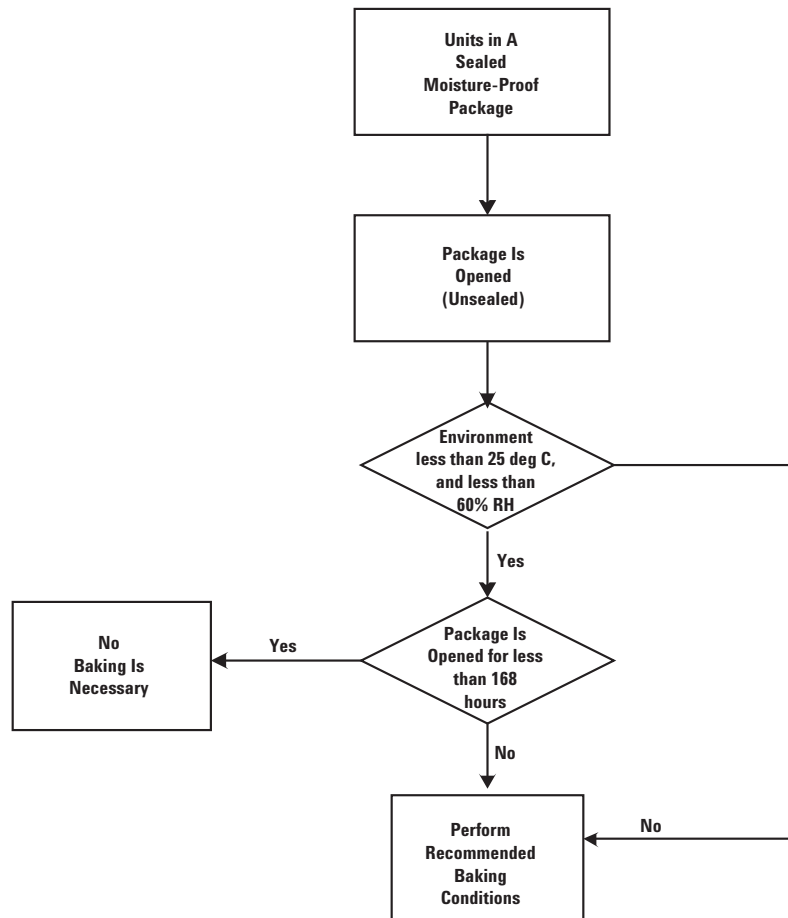 Units in A
Sealed
Moisture-Proof
Package
Package Is
Opened
(Unsealed)
Environment
less than 25 deg C,
and less than
60% RH
Yes
No
Baking Is
Necessary
Yes
Package Is
Opened for less
than 168
hours
No
Perform
Recommended
Baking
Conditions
No